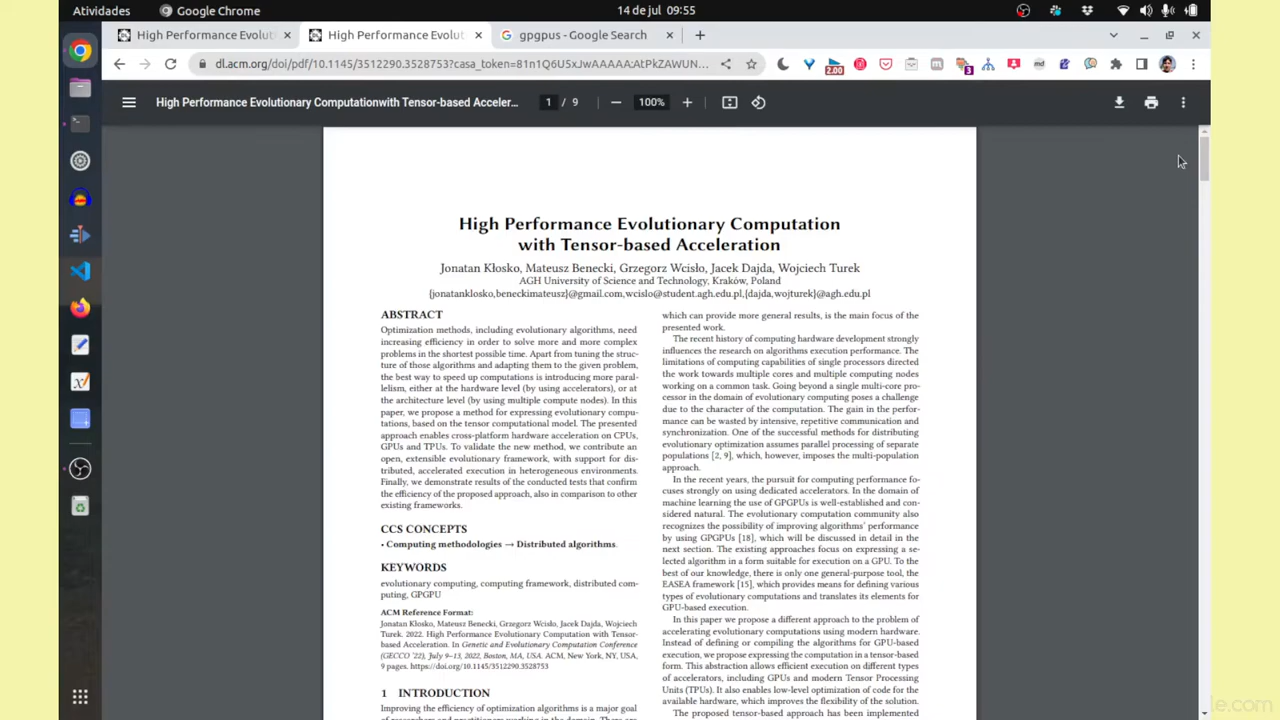 Atividades
Google Chrome
14 de jul 09:55
High Performance Evoluti
High Performance Evolut
gpgpus - Google Search
dl.acm.org/doi/pdf/10.1145/3512290.3528753?casa_token=81n1Q6U5xJwAAAAA:AtPkZAWUN...
2.00
3
High Performance Evolutionary Computationwith Tensor-based Acceler...
1 / 9
100%
High Performance Evolutionary Computation
with Tensor-based Acceleration
Jonatan Kłosko, Mateusz Benecki, Grzegorz Wcisło, Jacek Dajda, Wojciech Turek
AGH University of Science and Technology, Kraków, Poland
{jonatanklosko,beneckimateusz}@gmail.com,wcislo@student.agh.edu.pl,{dajda,wojturek}@agh.edu.pl
ABSTRACT
Optimization methods, including evolutionary algorithms, need
increasing efficiency in order to solve more and more complex
problems in the shortest possible time. Apart from tuning the struc-
ture of those algorithms and adapting them to the given problem,
the best way to speed up computations is introducing more paral-
lelism, either at the hardware level (by using accelerators), or at
the architecture level (by using multiple compute nodes). In this
paper, we propose a method for expressing evolutionary compu-
tations, based on the tensor computational model. The presented
approach enables cross-platform hardware acceleration on CPUs,
GPUs and TPUs. To validate the new method, we contribute an
open, extensible evolutionary framework, with support for dis-
tributed, accelerated execution in heterogeneous environments.
Finally, we demonstrate results of the conducted tests that confirm
the efficiency of the proposed approach, also in comparison to other
existing frameworks.
CCS CONCEPTS
• Computing methodologies → Distributed algorithms.
KEYWORDS
evolutionary computing, computing framework, distributed com-
puting, GPGPU
ACM Reference Format:
Jonatan Kłosko, Mateusz Benecki, Grzegorz Wcisło, Jacek Dajda, Wojciech
Turek. 2022. High Performance Evolutionary Computation with Tensor-
based Acceleration. In Genetic and Evolutionary Computation Conference
(GECCO '22), July 9–13, 2022, Boston, MA, USA. ACM, New York, NY, USA,
9 pages. https://doi.org/10.1145/3512290.3528753
1 INTRODUCTION
Improving the efficiency of optimization algorithms is a major goal
of researchers and practitioners working in the domain. There are
which can provide more general results, is the main focus of the
presented work.
The recent history of computing hardware development strongly
influences the research on algorithms execution performance. The
limitations of computing capabilities of single processors directed
the work towards multiple cores and multiple computing nodes
working on a common task. Going beyond a single multi-core pro-
cessor in the domain of evolutionary computing poses a challenge
due to the character of the computation. The gain in the perfor-
mance can be wasted by intensive, repetitive communication and
synchronization. One of the successful methods for distributing
evolutionary optimization assumes parallel processing of separate
populations [2, 9], which, however, imposes the multi-population
approach.
In the recent years, the pursuit for computing performance fo-
cuses strongly on using dedicated accelerators. In the domain of
machine learning the use of GPGPUs is well-established and con-
sidered natural. The evolutionary computation community also
recognizes the possibility of improving algorithms' performance
by using GPGPUs [18], which will be discussed in detail in the
next section. The existing approaches focus on expressing a se-
lected algorithm in a form suitable for execution on a GPU. To the
best of our knowledge, there is only one general-purpose tool, the
EASEA framework [15], which provides means for defining various
types of evolutionary computations and translates its elements for
GPU-based execution.
In this paper we propose a different approach to the problem of
accelerating evolutionary computations using modern hardware.
Instead of defining or compiling the algorithms for GPU-based
execution, we propose expressing the computation in a tensor-based
form. This abstraction allows efficient execution on different types
of accelerators, including GPUs and modern Tensor Processing
Units (TPUs). It also enables low-level optimization of code for the
available hardware, which improves the flexibility of the solution.
The proposed tensor-based approach has been implemented